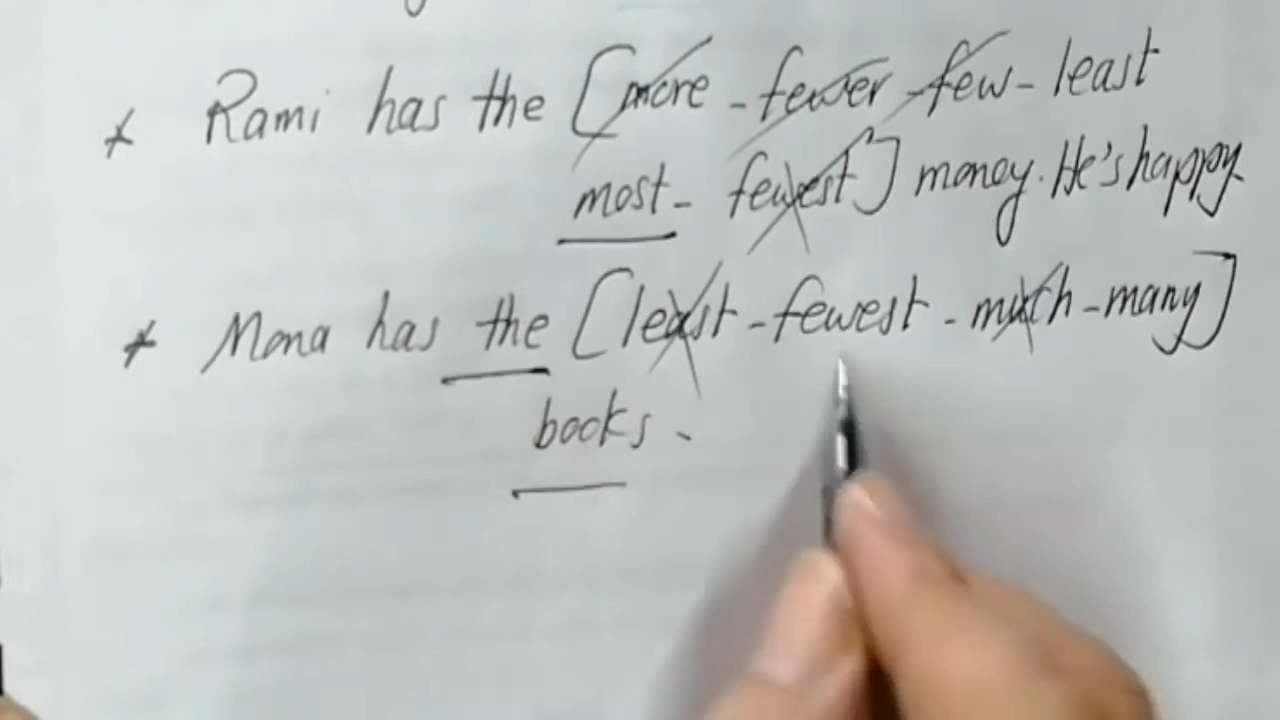 * Rami has the [more - fewer - few - least
most - fewest] money. He's happy.
* Mona has the [least - fewest - much - many]
books.